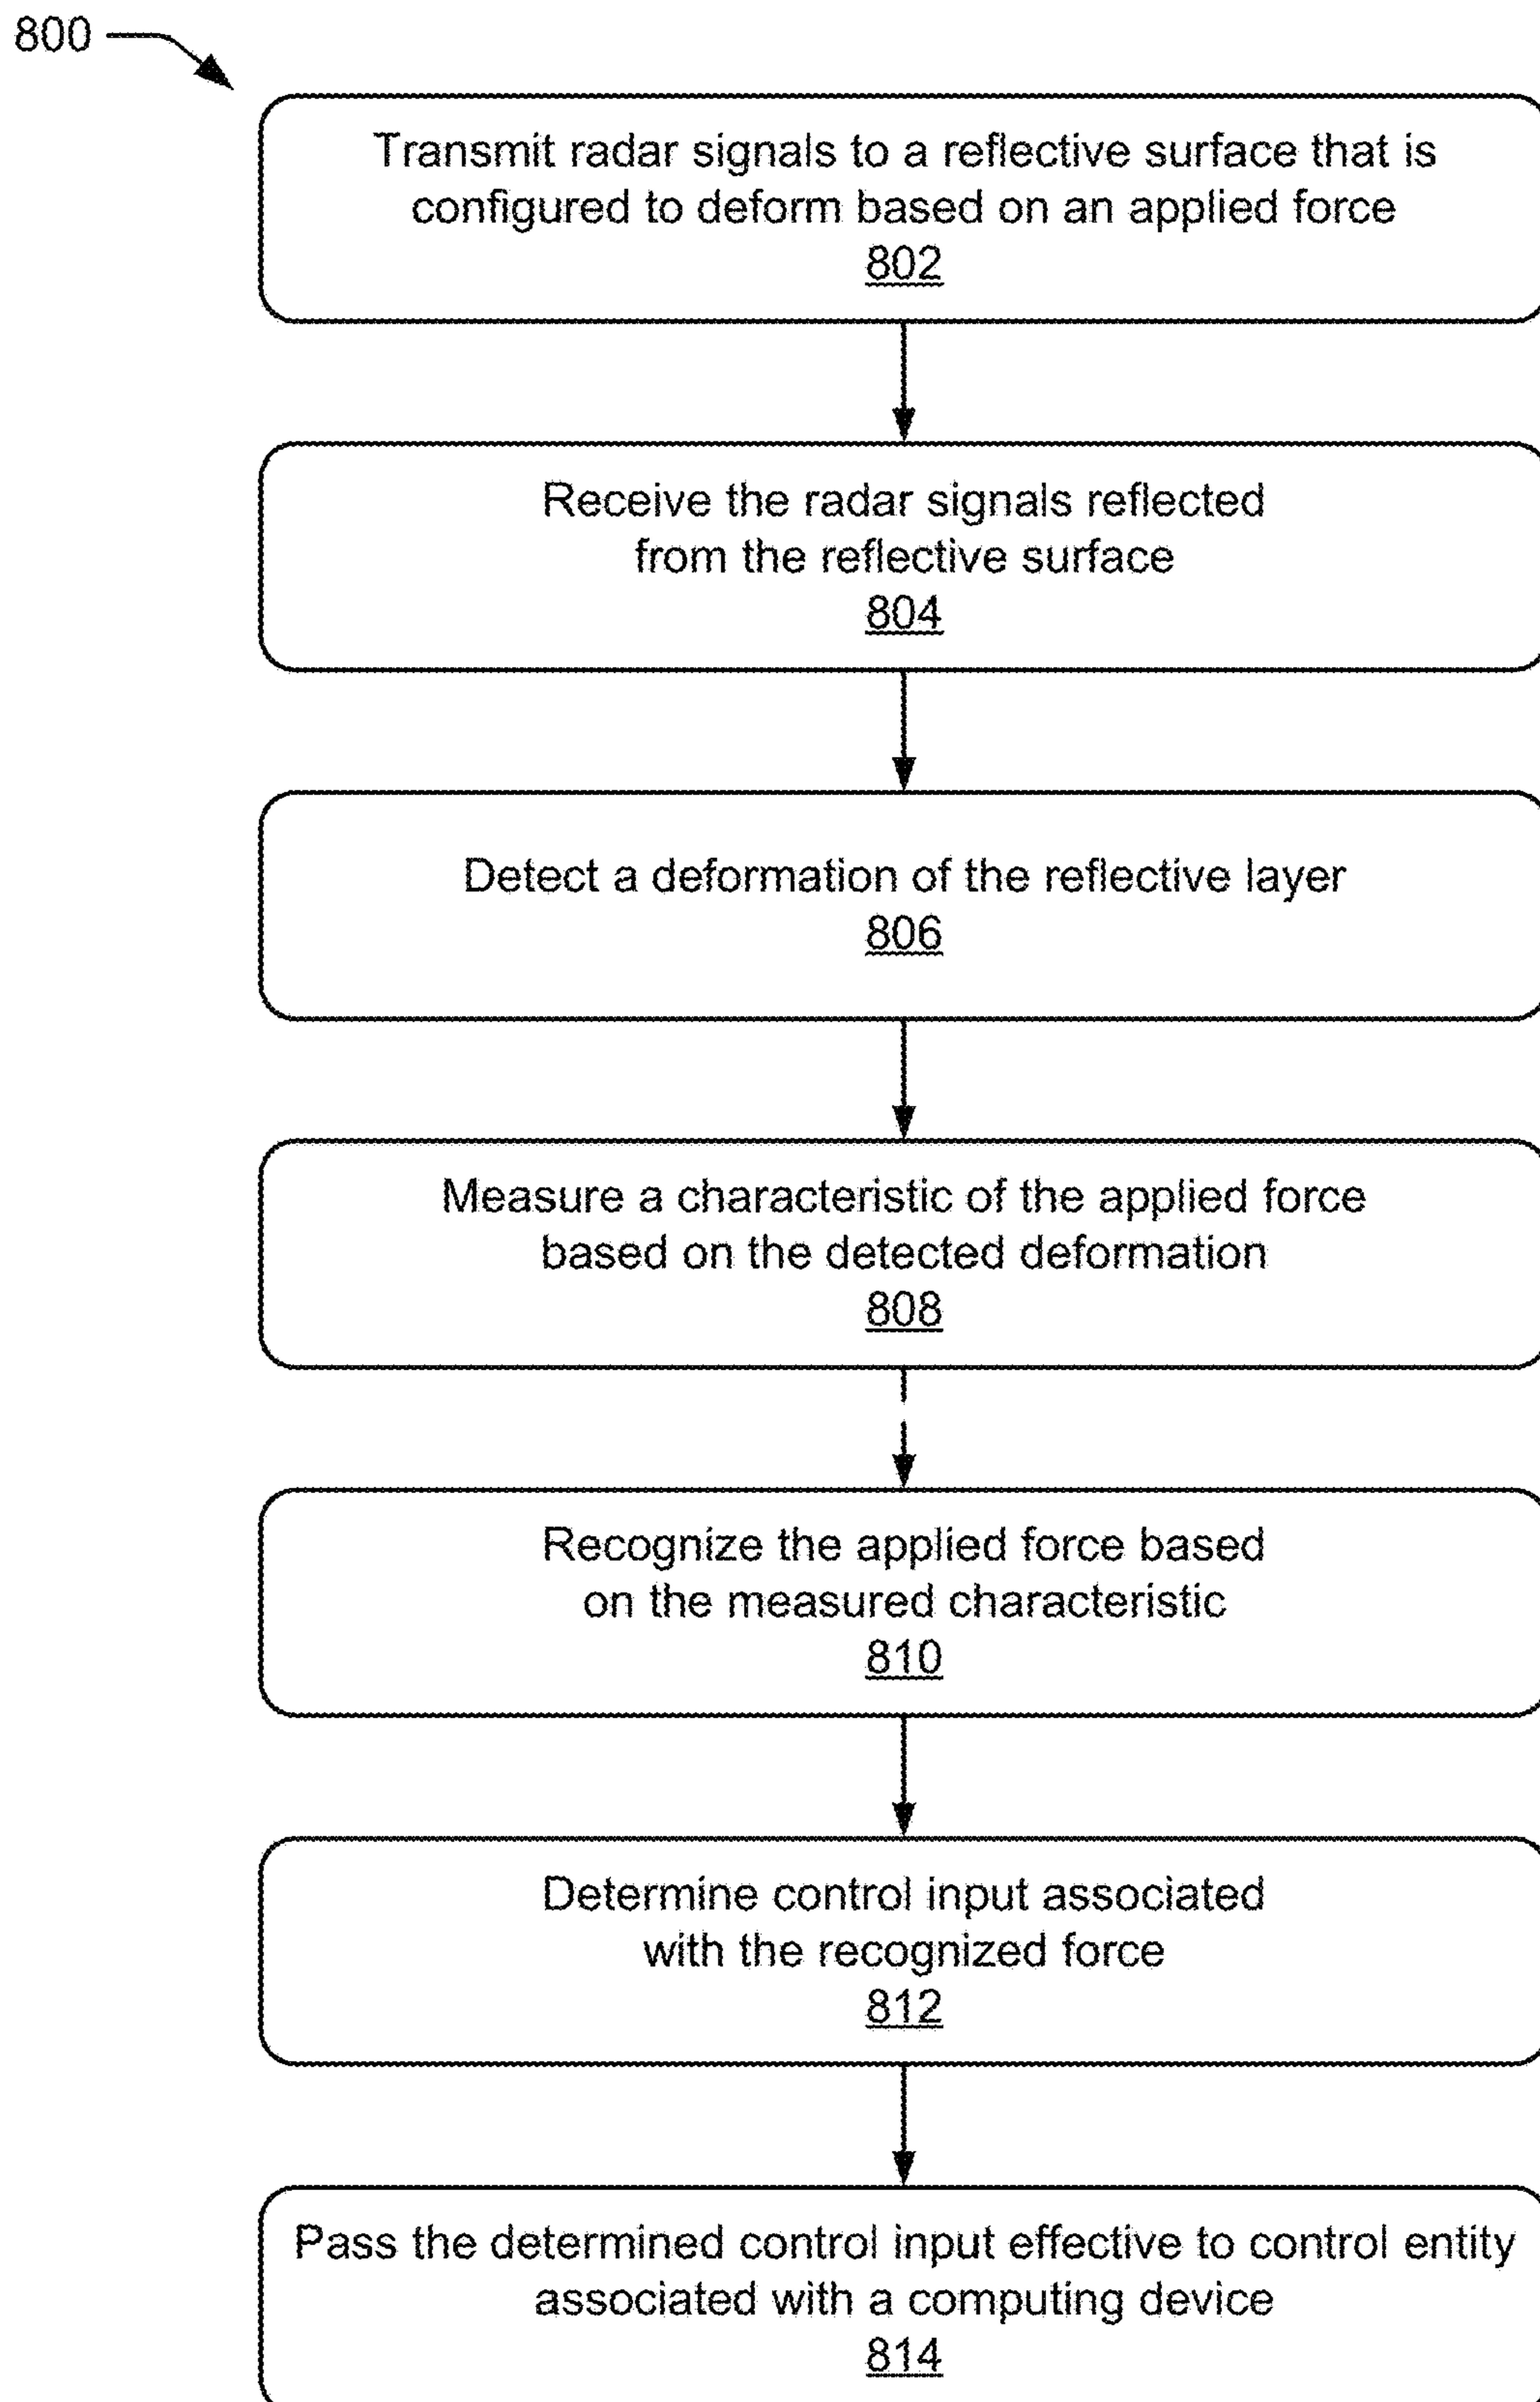 800
Transmit radar signals to a reflective surface that is
configured to deform based on an applied force
802
Receive the radar signals reflected
from the reflective surface
804
Detect a deformation of the reflective layer
806
Measure a characteristic of the applied force
based on the detected deformation
808
Recognize the applied force based
on the measured characteristic
810
Determine control input associated
with the recognized force
812
Pass the determined control input effective to control entity
associated with a computing device
814